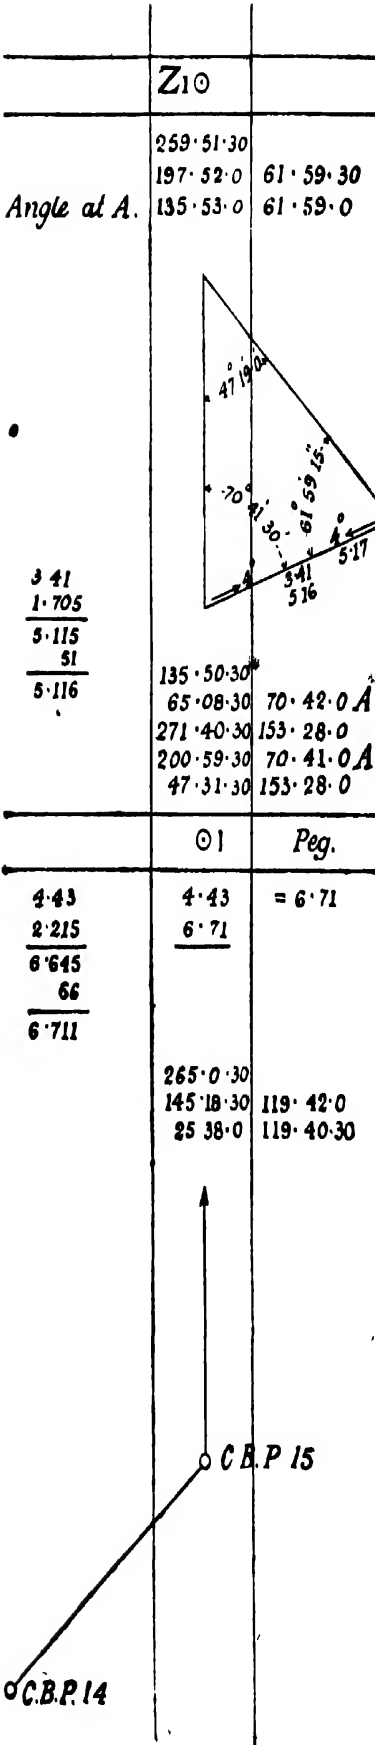 Z1⊙
259·51·30
197·52·0 61·59·30
Angle at A. 135·53·0 61·59·0
47° 19' 0"
70° 41' 30"
61° 59' 15"
4°
3·41
5·17
5·16
3 41
1·705
5·115
51
5·116
135·50·30*
65·08·30 70·42·0 A
271·40·30 153·28·0
200·59·30 70·41·0 A
47·31·30 153·28·0
⊙1 Peg.
4·43 4·43 = 6·71
2·215 6·71
6·645
66
6·711
265·0·30
145·18·30 119·42·0
25 38·0 119·40·30
C.B.P 15
C.B.P. 14